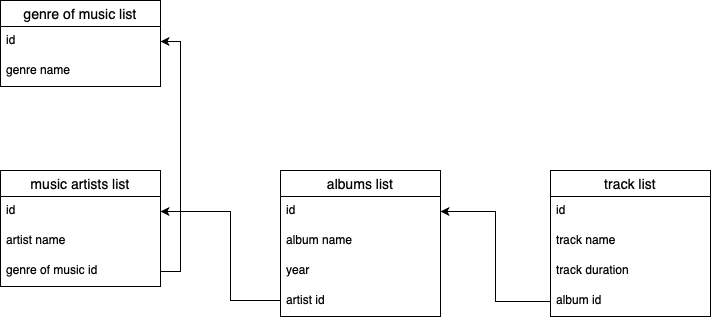 genre of music list
id
genre name
music artists list
id
artist name
genre of music id
albums list
id
album name
year
artist id
track list
id
track name
track duration
album id